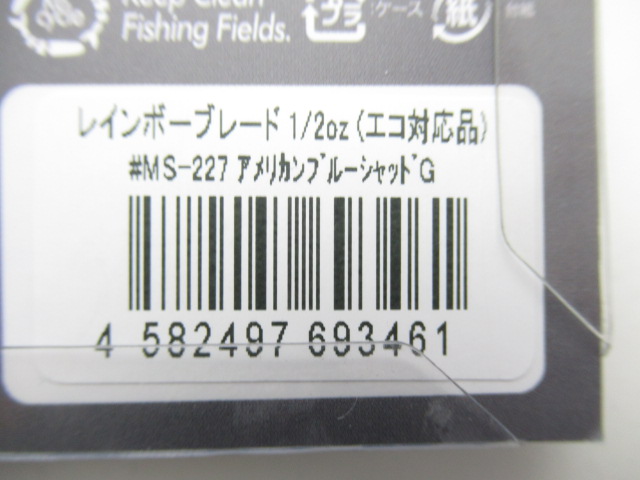 Keep Clean
Fishing Fields.
プラ
:ケース
紙
レインボーブレード 1/2oz (エコ対応品)
#MS-227 ｱﾒﾘｶﾝﾌﾞﾙｰｼｬｯﾄﾞG
4 582497 693461